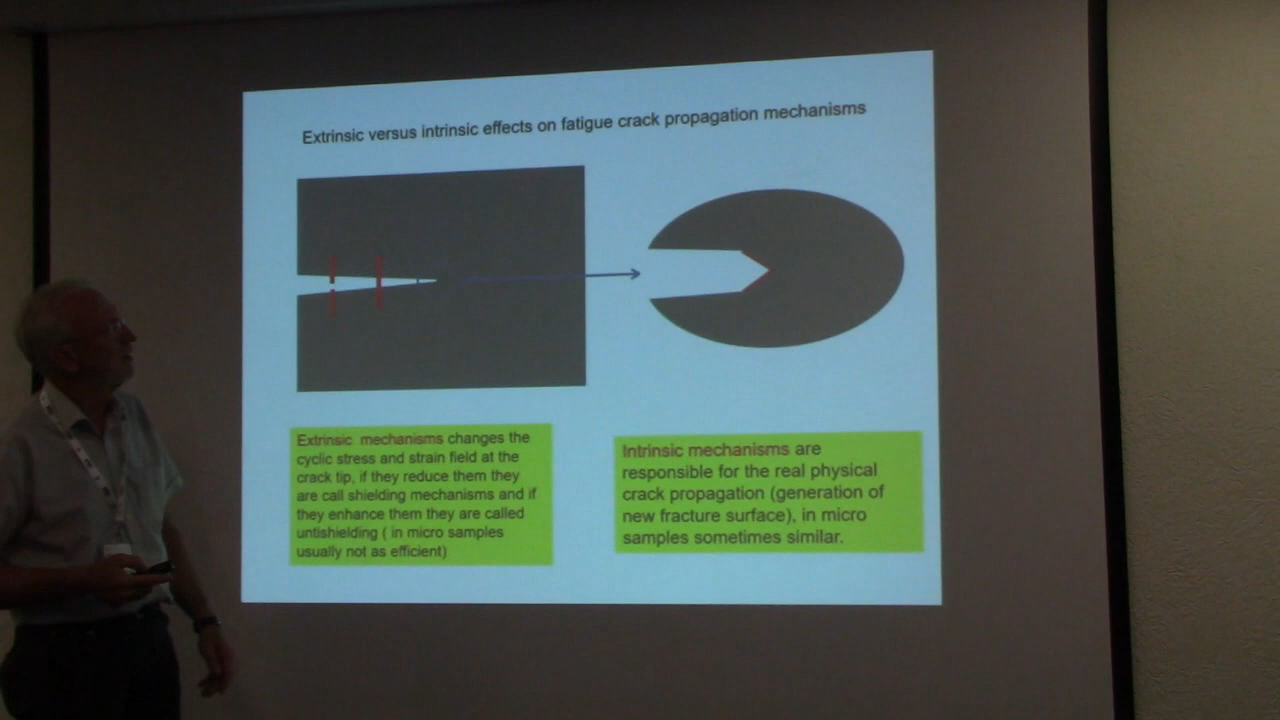 Extrinsic versus intrinsic effects on fatigue crack propagation mechanisms
Extrinsic mechanisms changes the
cyclic stress and strain field at the
crack tip, if they reduce them they
are call shielding mechanisms and if
they enhance them they are called
untishielding ( in micro samples
usually not as efficient)
Intrinsic mechanisms are
responsible for the real physical
crack propagation (generation of
new fracture surface), in micro
samples sometimes similar.